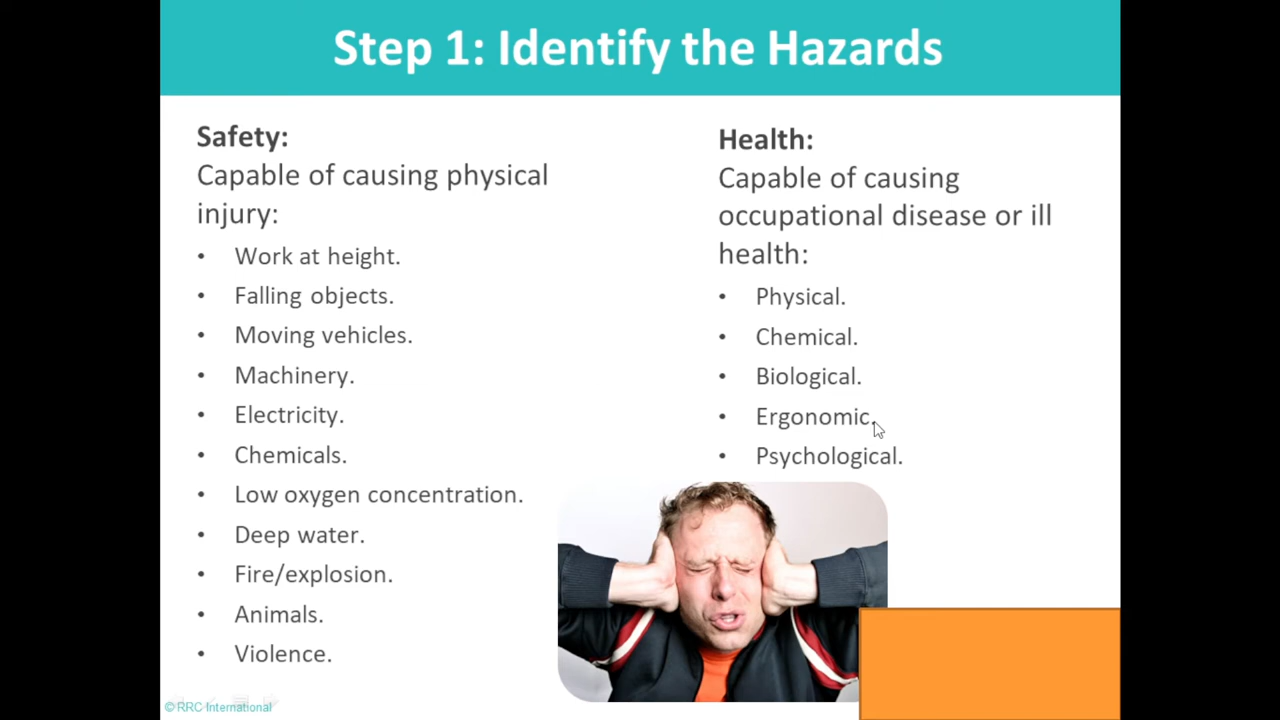 Step 1: Identify the Hazards
Safety:
Capable of causing physical
injury:
• Work at height.
• Falling objects.
• Moving vehicles.
• Machinery.
• Electricity.
• Chemicals.
• Low oxygen concentration.
• Deep water.
• Fire/explosion.
• Animals.
• Violence.
Health:
Capable of causing
occupational disease or ill
health:
• Physical.
• Chemical.
• Biological.
• Ergonomic.
• Psychological.
© RRC International